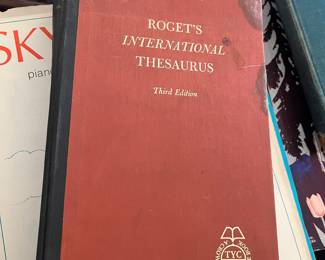 SKY
piano
ROGET'S
INTERNATIONAL
THESAURUS
Third Edition
TYC